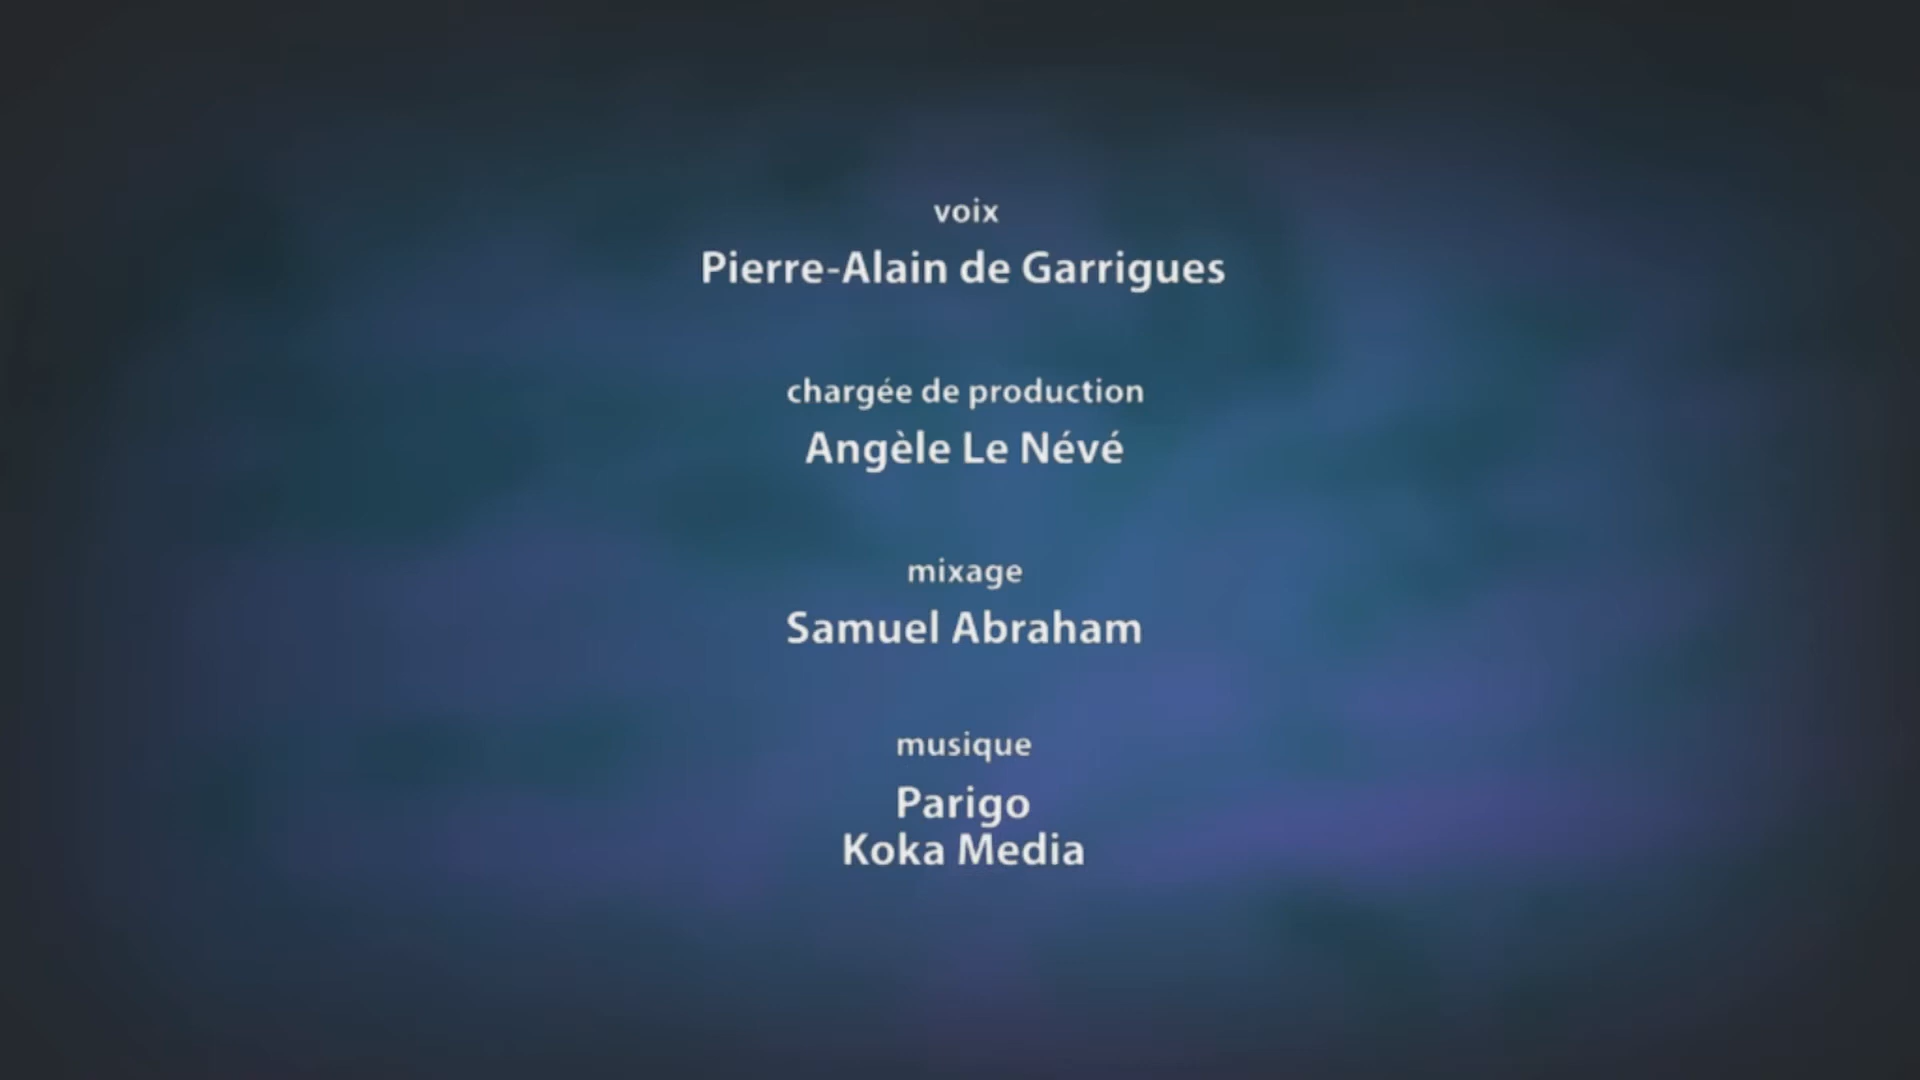 voix
Pierre-Alain de Garrigues
chargée de production
Angèle Le Névé
mixage
Samuel Abraham
musique
Parigo
Koka Media